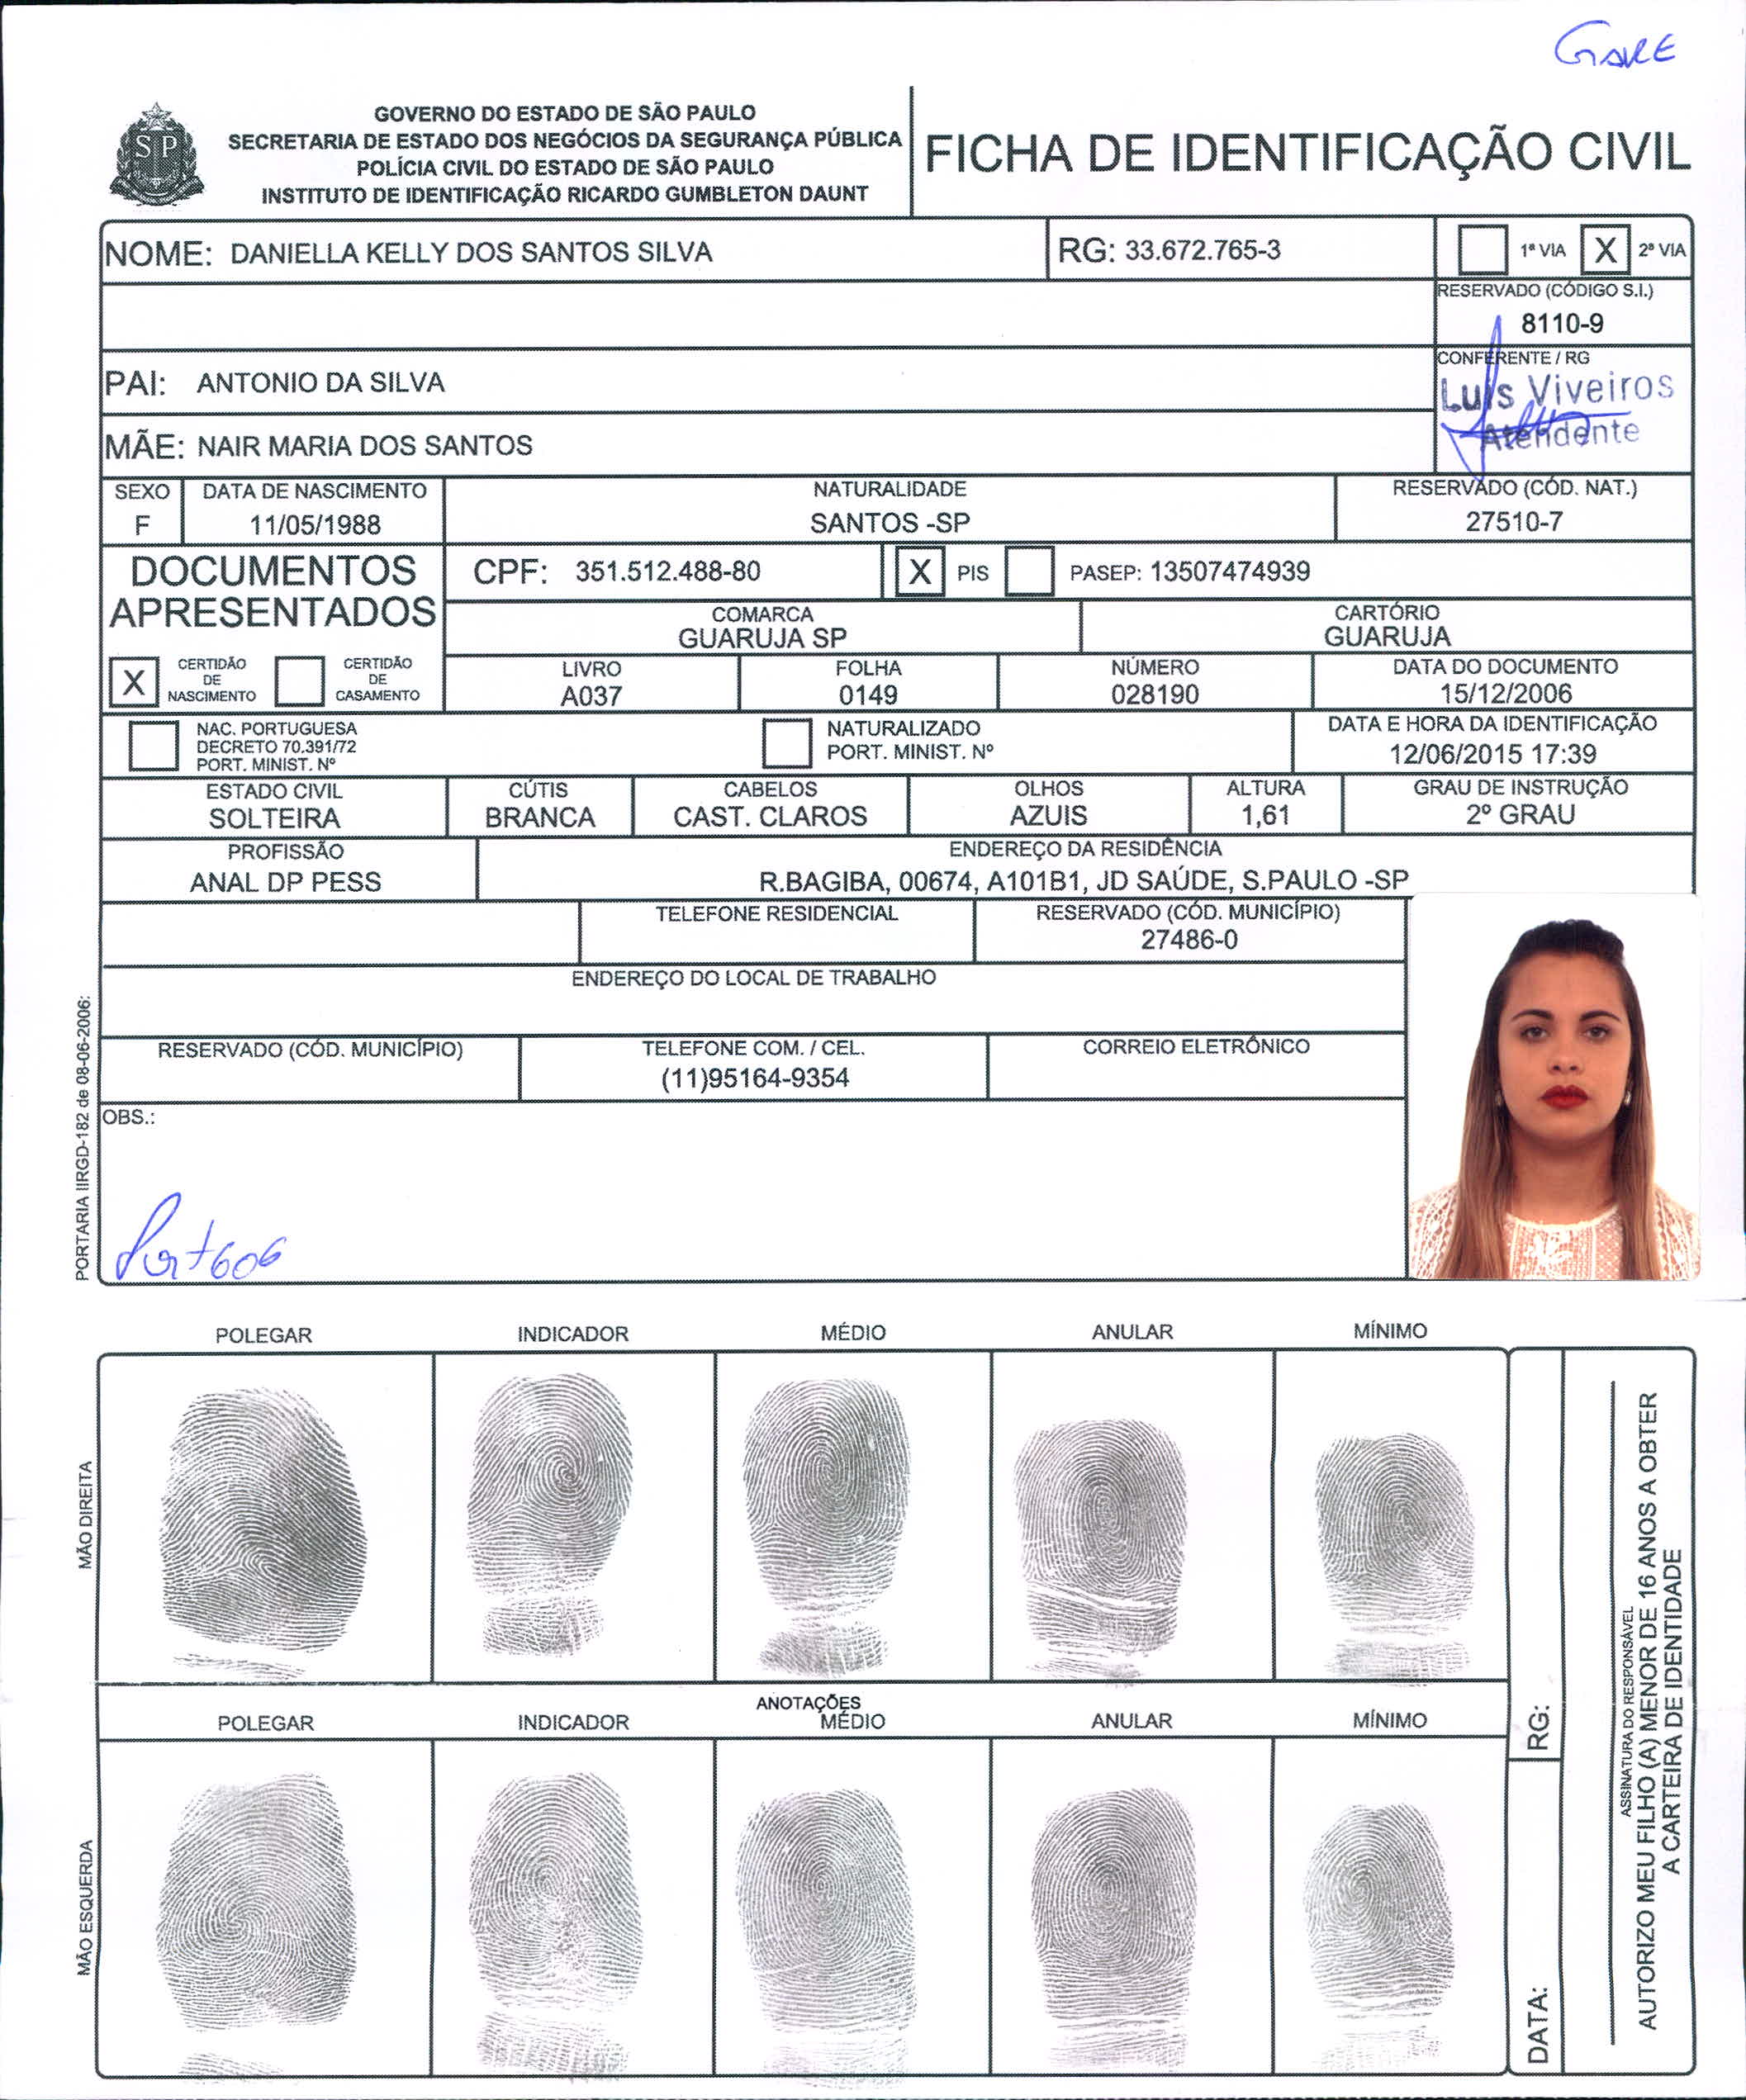 GARE
GOVERNO DO ESTADO DE SÃO PAULO
SECRETARIA DE ESTADO DOS NEGÓCIOS DA SEGURANÇA PÚBLICA
POLÍCIA CIVIL DO ESTADO DE SÃO PAULO
INSTITUTO DE IDENTIFICAÇÃO RICARDO GUMBLETON DAUNT
SP
FICHA DE IDENTIFICAÇÃO CIVIL
NOME: DANIELLA KELLY DOS SANTOS SILVA RG: 33.672.765-3 1ª VIA X 2ª VIA
RESERVADO (CÓDIGO S.I.)
8110-9
PAI: ANTONIO DA SILVA
CONFERENTE / RG
Luis Viveiros
Atendente
MÃE: NAIR MARIA DOS SANTOS
SEXO DATA DE NASCIMENTO NATURALIDADE RESERVADO (CÓD. NAT.)
F 11/05/1988 SANTOS -SP 27510-7
DOCUMENTOS
APRESENTADOS
CPF: 351.512.488-80 X PIS PASEP: 13507474939
COMARCA CARTÓRIO
GUARUJA SP GUARUJA
X CERTIDÃO DE NASCIMENTO CERTIDÃO DE CASAMENTO
LIVRO FOLHA NÚMERO DATA DO DOCUMENTO
A037 0149 028190 15/12/2006
NAC. PORTUGUESA
DECRETO 70.391/72
PORT. MINIST. Nº
NATURALIZADO
PORT. MINIST. Nº
DATA E HORA DA IDENTIFICAÇÃO
12/06/2015 17:39
ESTADO CIVIL CÚTIS CABELOS OLHOS ALTURA GRAU DE INSTRUÇÃO
SOLTEIRA BRANCA CAST. CLAROS AZUIS 1,61 2º GRAU
PROFISSÃO ENDEREÇO DA RESIDÊNCIA
ANAL DP PESS R.BAGIBA, 00674, A101B1, JD SAÚDE, S.PAULO -SP
TELEFONE RESIDENCIAL RESERVADO (CÓD. MUNICÍPIO)
27486-0
ENDEREÇO DO LOCAL DE TRABALHO
RESERVADO (CÓD. MUNICÍPIO) TELEFONE COM. / CEL. CORREIO ELETRÔNICO
(11)95164-9354
OBS.:
PORTARIA IIRGD-182 de 08-06-2006:
POLEGAR INDICADOR MÉDIO ANULAR MÍNIMO
MÃO DIREITA
ANOTAÇÕES
POLEGAR INDICADOR MÉDIO ANULAR MÍNIMO
MÃO ESQUERDA
RG:
DATA:
ASSINATURA DO RESPONSÁVEL
AUTORIZO MEU FILHO (A) MENOR DE 16 ANOS A OBTER
A CARTEIRA DE IDENTIDADE